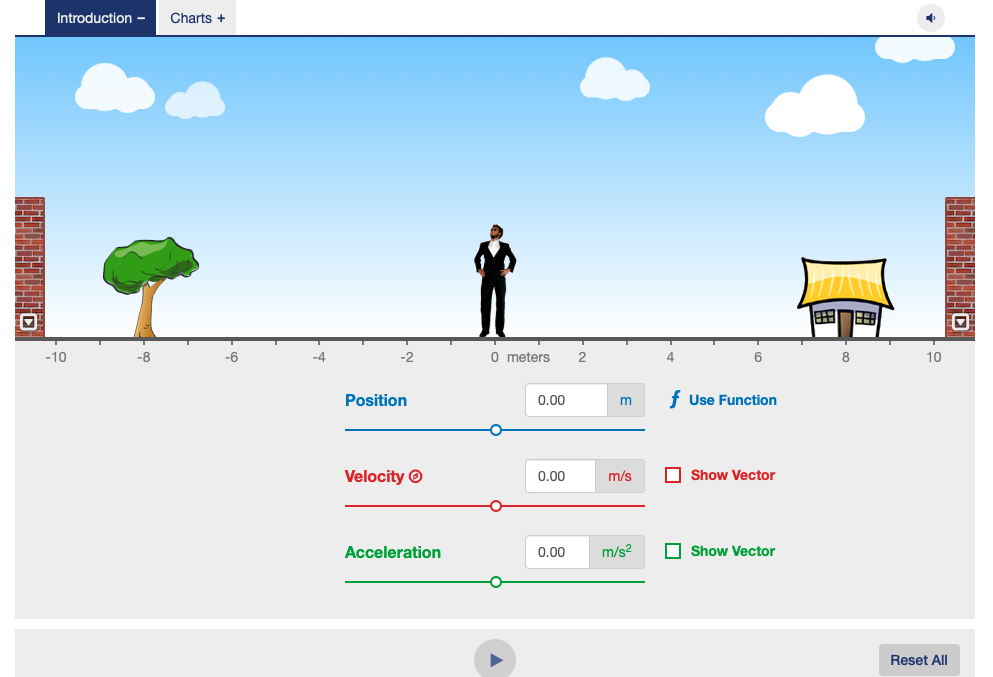 Introduction –
Charts +
-10 -8 -6 -4 -2 0 meters 2 4 6 8 10
Position 0.00 m ƒ Use Function
Velocity 0.00 m/s Show Vector
Acceleration 0.00 m/s² Show Vector
Reset All